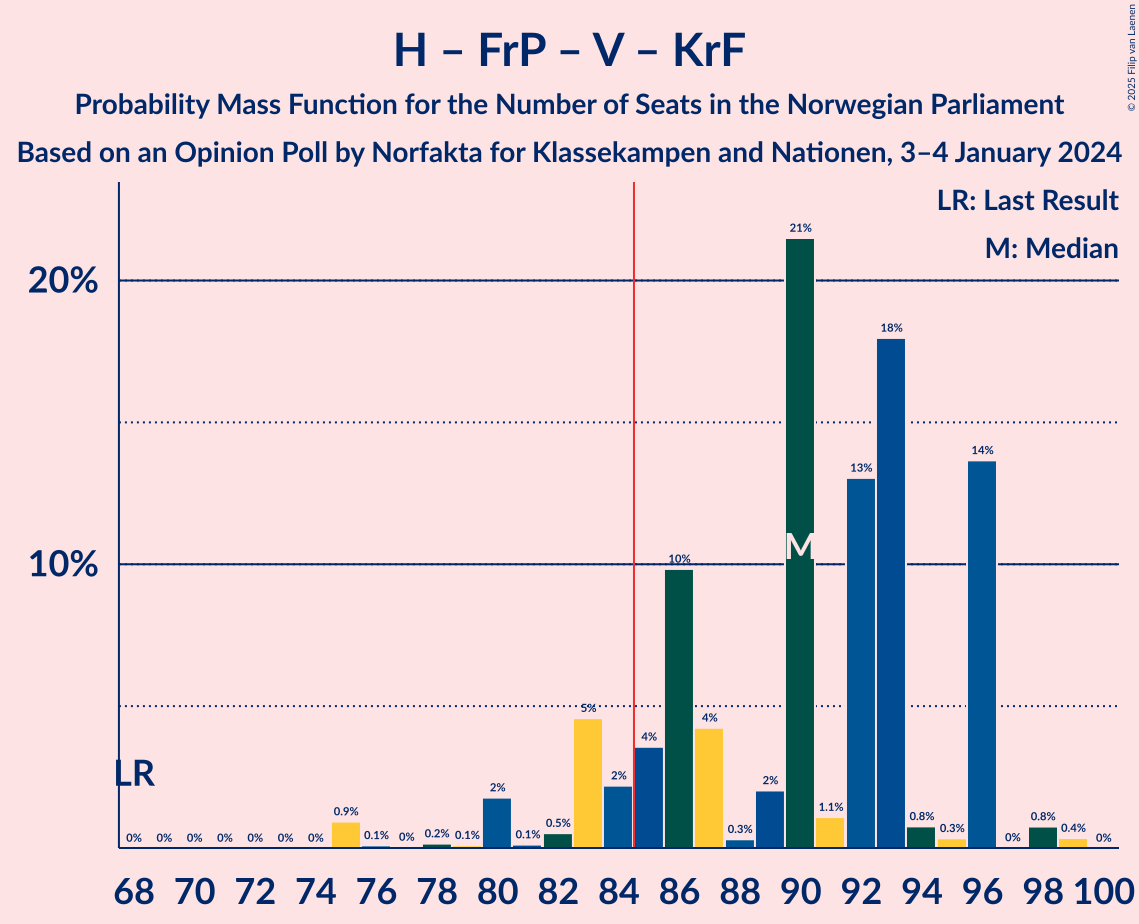 H – FrP – V – KrF
Probability Mass Function for the Number of Seats in the Norwegian Parliament
Based on an Opinion Poll by Norfakta for Klassekampen and Nationen, 3–4 January 2024
© 2025 Filip van Laenen
LR: Last Result
M: Median
20%
10%
LR
M
0% 0% 0% 0% 0% 0% 0% 0.9% 0.1% 0% 0.2% 0.1% 2% 0.1% 0.5% 5% 2% 4% 10% 4% 0.3% 2% 21% 1.1% 13% 18% 0.8% 0.3% 14% 0% 0.8% 0.4% 0%
68 70 72 74 76 78 80 82 84 86 88 90 92 94 96 98 100